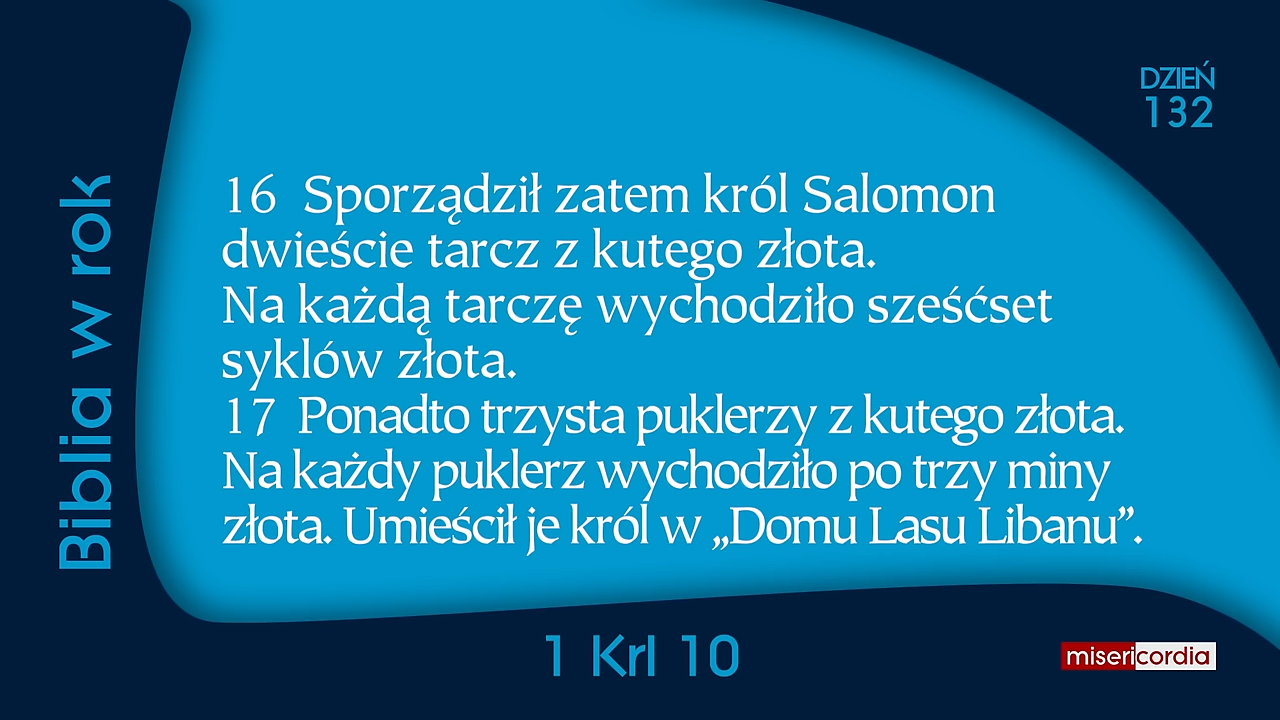 DZIEŃ
132
Biblia w rok
16 Sporządził zatem król Salomon
dwieście tarcz z kutego złota.
Na każdą tarczę wychodziło sześćset
syklów złota.
17 Ponadto trzysta puklerzy z kutego złota.
Na każdy puklerz wychodziło po trzy miny
złota. Umieścił je król w „Domu Lasu Libanu”.
1 Krl 10
misericordia